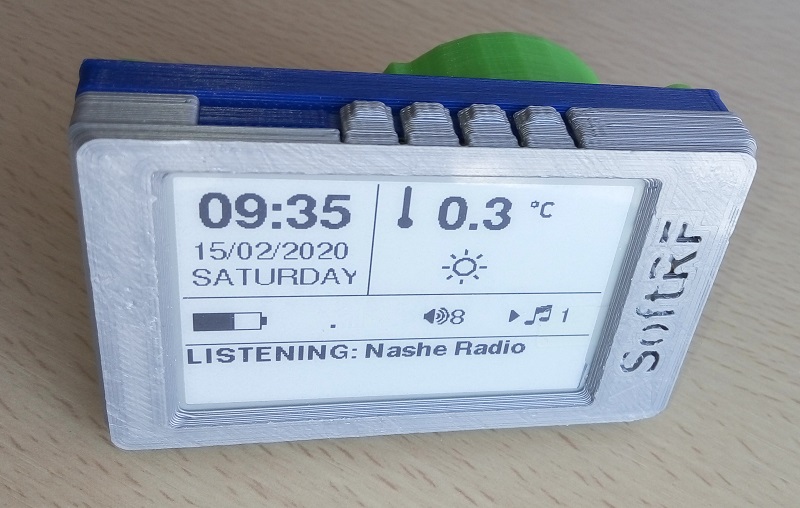 09:35
15/02/2020
SATURDAY
0.3 °C
8
1
LISTENING: Nashe Radio
SoftRF